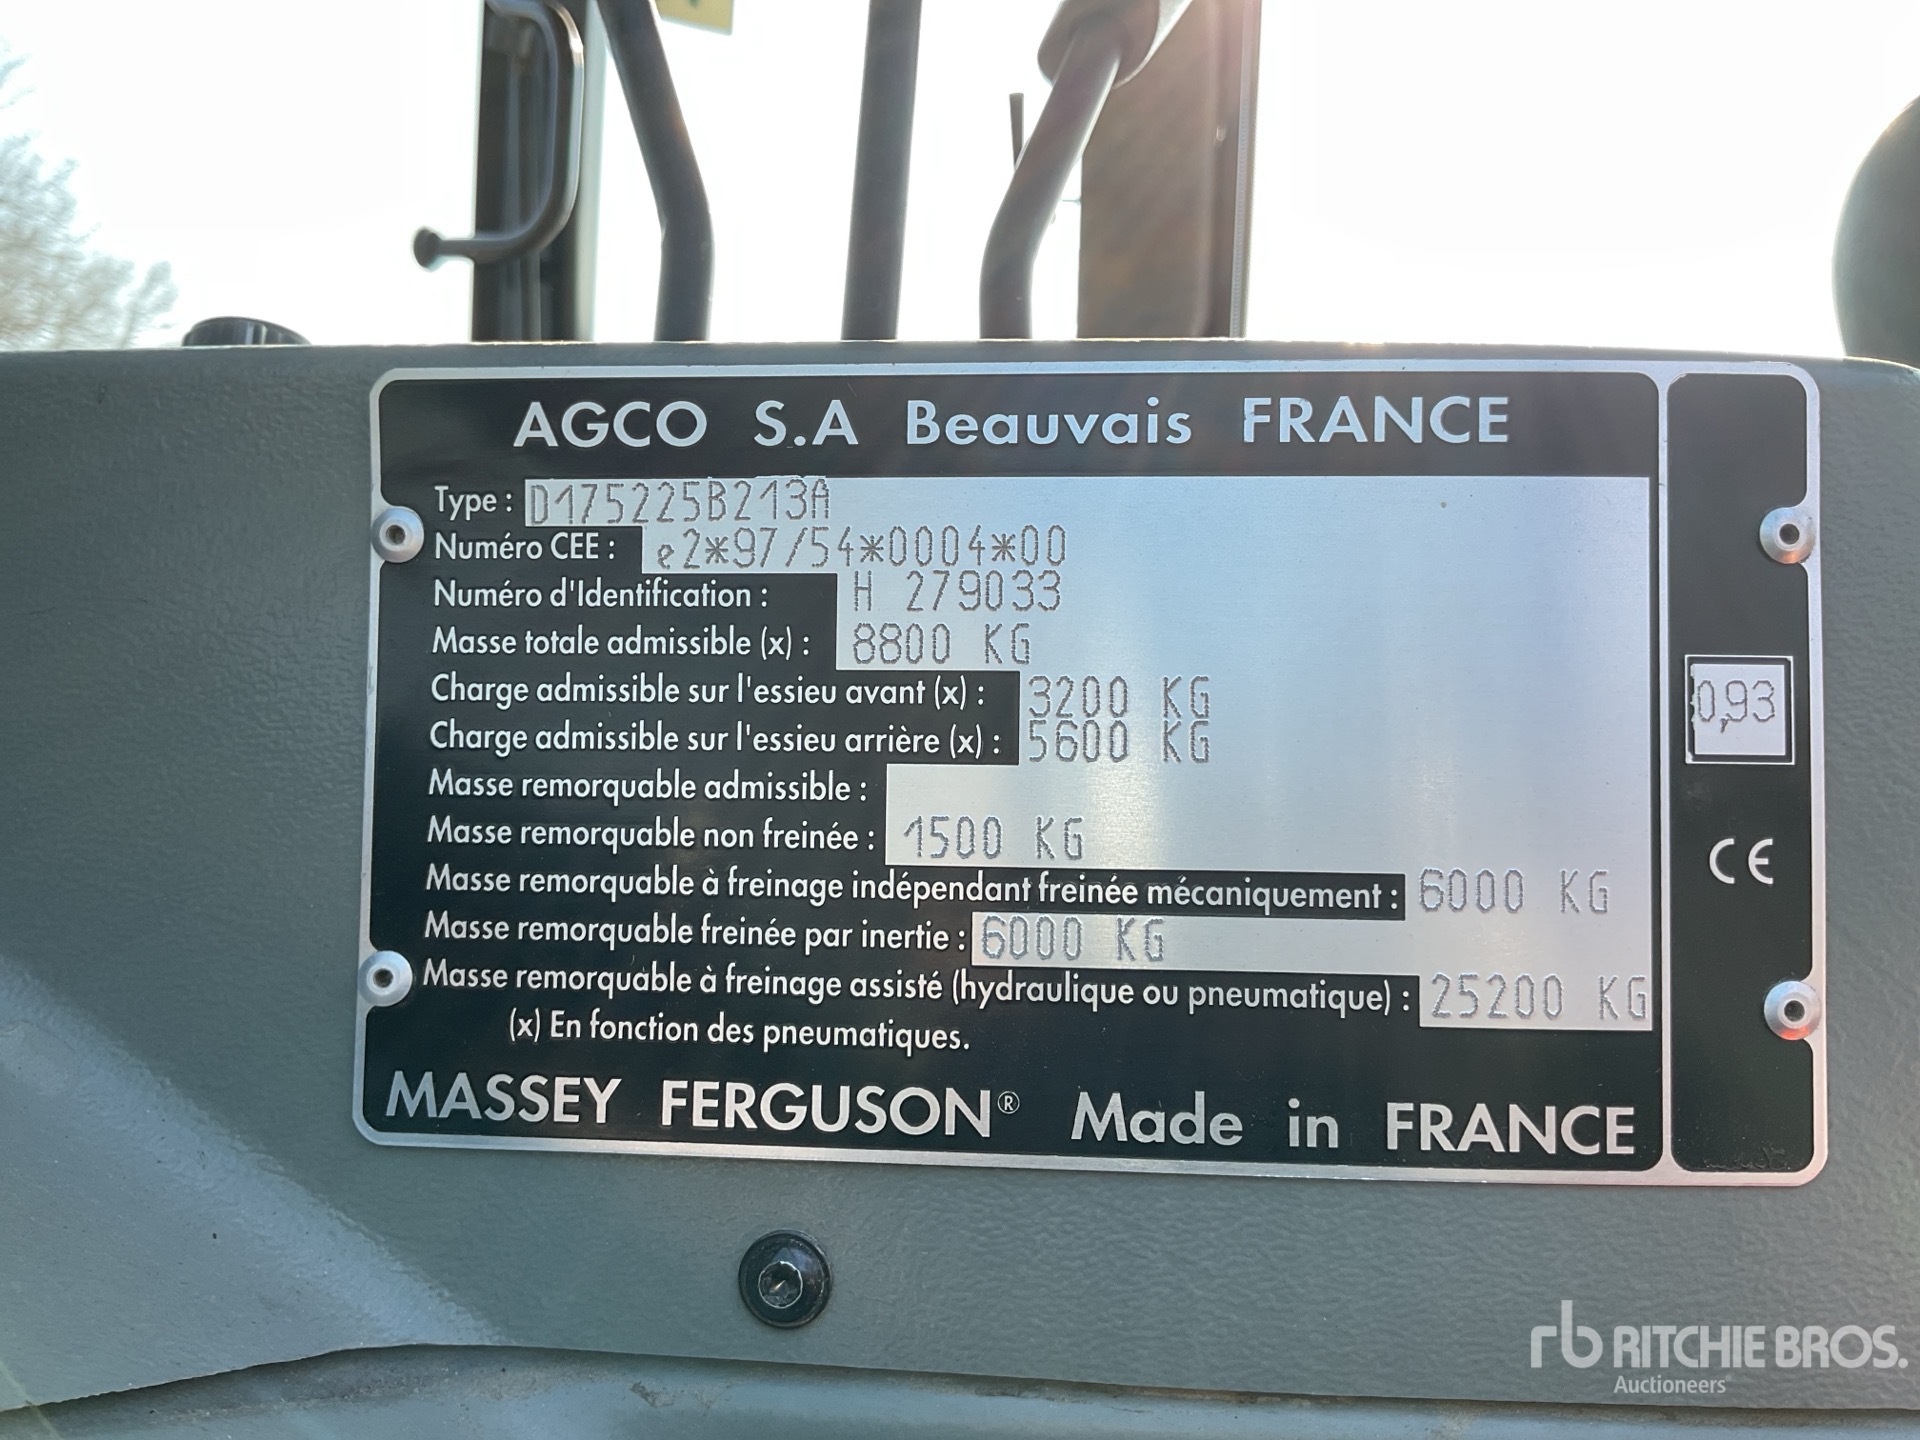 AGCO S.A Beauvais FRANCE
Type : D175225B213A
Numéro CEE : e2*97/54*0004*00
Numéro d'Identification : H 279033
Masse totale admissible (x) : 8800 KG
Charge admissible sur l'essieu avant (x) : 3200 KG
Charge admissible sur l'essieu arrière (x) : 5600 KG
Masse remorquable admissible :
Masse remorquable non freinée : 1500 KG
Masse remorquable à freinage indépendant freinée mécaniquement : 6000 KG
Masse remorquable freinée par inertie : 6000 KG
Masse remorquable à freinage assisté (hydraulique ou pneumatique) : 25200 KG
(x) En fonction des pneumatiques.
MASSEY FERGUSON® Made in FRANCE
0,93
CE
rb RITCHIE BROS.
Auctioneers